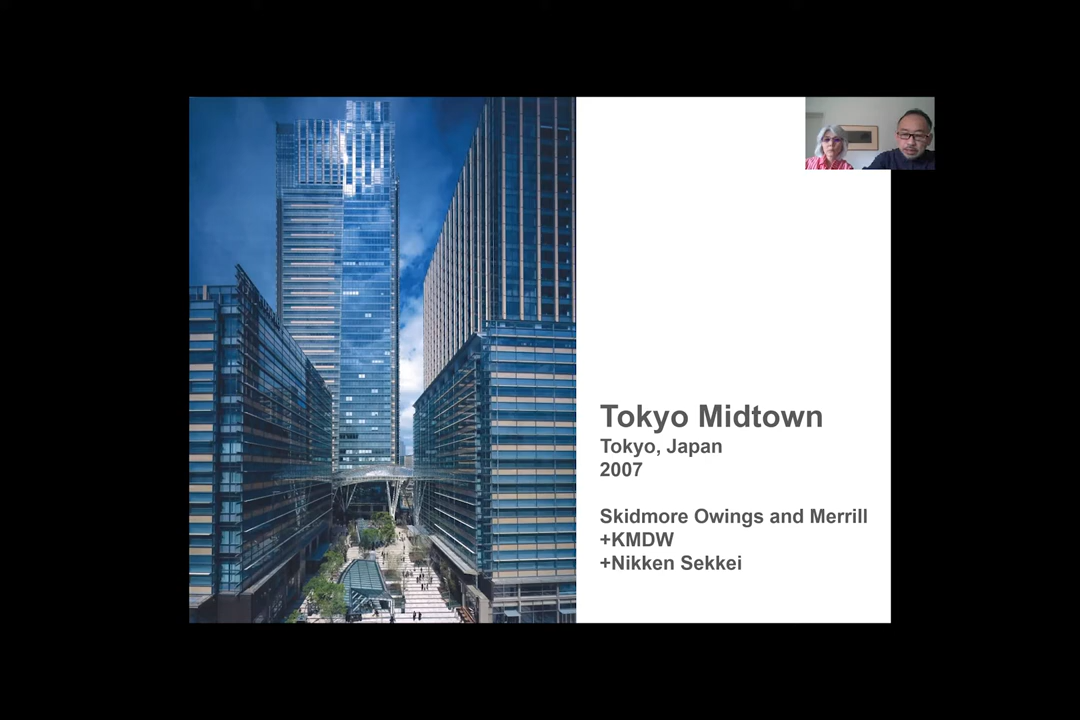 Tokyo Midtown
Tokyo, Japan
2007
Skidmore Owings and Merrill
+KMDW
+Nikken Sekkei